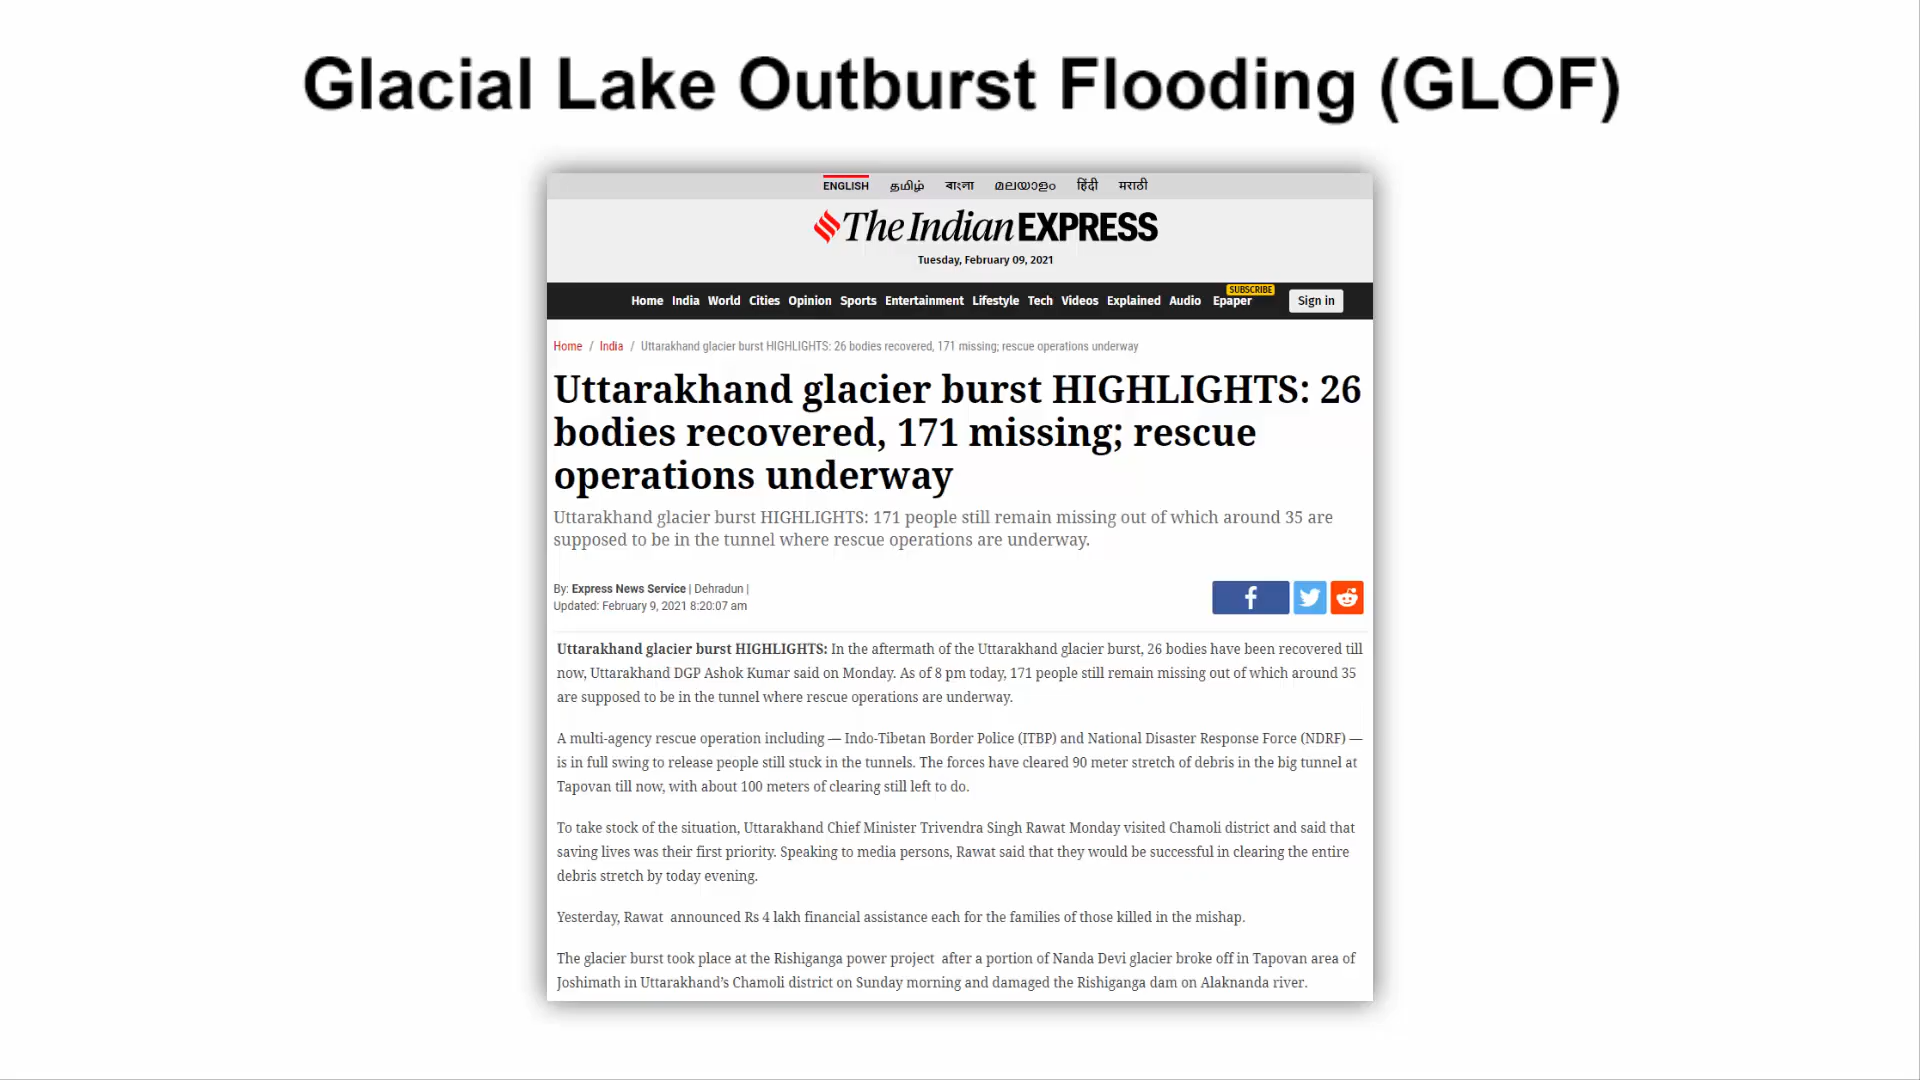 Glacial Lake Outburst Flooding (GLOF)
ENGLISH தமிழ் বাংলা മലയാളം हिंदी मराठी
The Indian EXPRESS
Tuesday, February 09, 2021
SUBSCRIBE
Home India World Cities Opinion Sports Entertainment Lifestyle Tech Videos Explained Audio Epaper Sign in
Home / India / Uttarakhand glacier burst HIGHLIGHTS: 26 bodies recovered, 171 missing; rescue operations underway
Uttarakhand glacier burst HIGHLIGHTS: 26
bodies recovered, 171 missing; rescue
operations underway
Uttarakhand glacier burst HIGHLIGHTS: 171 people still remain missing out of which around 35 are
supposed to be in the tunnel where rescue operations are underway.
By: Express News Service | Dehradun |
Updated: February 9, 2021 8:20:07 am
Uttarakhand glacier burst HIGHLIGHTS: In the aftermath of the Uttarakhand glacier burst, 26 bodies have been recovered till
now, Uttarakhand DGP Ashok Kumar said on Monday. As of 8 pm today, 171 people still remain missing out of which around 35
are supposed to be in the tunnel where rescue operations are underway.
A multi-agency rescue operation including — Indo-Tibetan Border Police (ITBP) and National Disaster Response Force (NDRF) —
is in full swing to release people still stuck in the tunnels. The forces have cleared 90 meter stretch of debris in the big tunnel at
Tapovan till now, with about 100 meters of clearing still left to do.
To take stock of the situation, Uttarakhand Chief Minister Trivendra Singh Rawat Monday visited Chamoli district and said that
saving lives was their first priority. Speaking to media persons, Rawat said that they would be successful in clearing the entire
debris stretch by today evening.
Yesterday, Rawat announced Rs 4 lakh financial assistance each for the families of those killed in the mishap.
The glacier burst took place at the Rishiganga power project after a portion of Nanda Devi glacier broke off in Tapovan area of
Joshimath in Uttarakhand's Chamoli district on Sunday morning and damaged the Rishiganga dam on Alaknanda river.